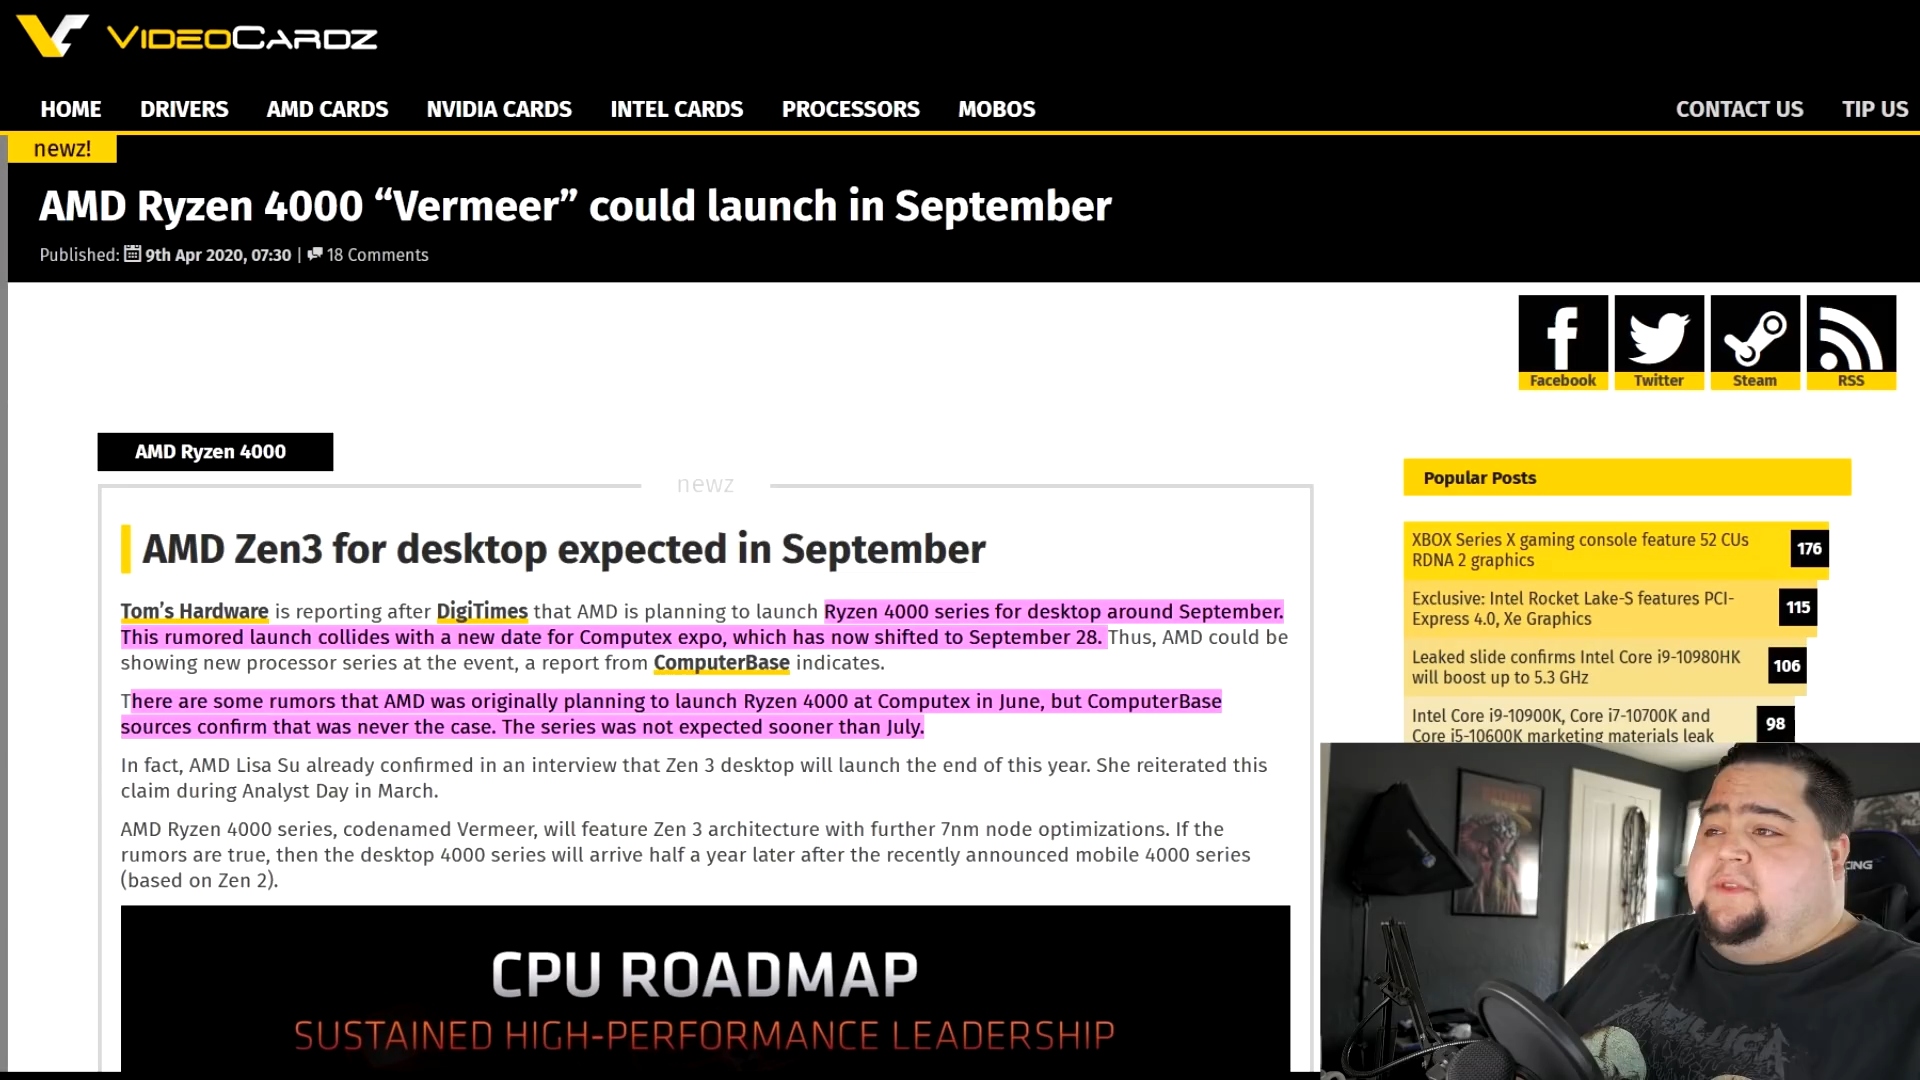 VIDEOCARDZ
HOME DRIVERS AMD CARDS NVIDIA CARDS INTEL CARDS PROCESSORS MOBOS CONTACT US TIP US
newz!
AMD Ryzen 4000 “Vermeer” could launch in September
Published: 9th Apr 2020, 07:30 | 18 Comments
Facebook Twitter Steam RSS
AMD Ryzen 4000
newz
AMD Zen3 for desktop expected in September
Tom’s Hardware is reporting after DigiTimes that AMD is planning to launch Ryzen 4000 series for desktop around September.
This rumored launch collides with a new date for Computex expo, which has now shifted to September 28. Thus, AMD could be
showing new processor series at the event, a report from ComputerBase indicates.
There are some rumors that AMD was originally planning to launch Ryzen 4000 at Computex in June, but ComputerBase
sources confirm that was never the case. The series was not expected sooner than July.
In fact, AMD Lisa Su already confirmed in an interview that Zen 3 desktop will launch the end of this year. She reiterated this
claim during Analyst Day in March.
AMD Ryzen 4000 series, codenamed Vermeer, will feature Zen 3 architecture with further 7nm node optimizations. If the
rumors are true, then the desktop 4000 series will arrive half a year later after the recently announced mobile 4000 series
(based on Zen 2).
CPU ROADMAP
SUSTAINED HIGH-PERFORMANCE LEADERSHIP
Popular Posts
XBOX Series X gaming console feature 52 CUs
RDNA 2 graphics
176
Exclusive: Intel Rocket Lake-S features PCI-
Express 4.0, Xe Graphics
115
Leaked slide confirms Intel Core i9-10980HK
will boost up to 5.3 GHz
106
Intel Core i9-10900K, Core i7-10700K and
Core i5-10600K marketing materials leak
98